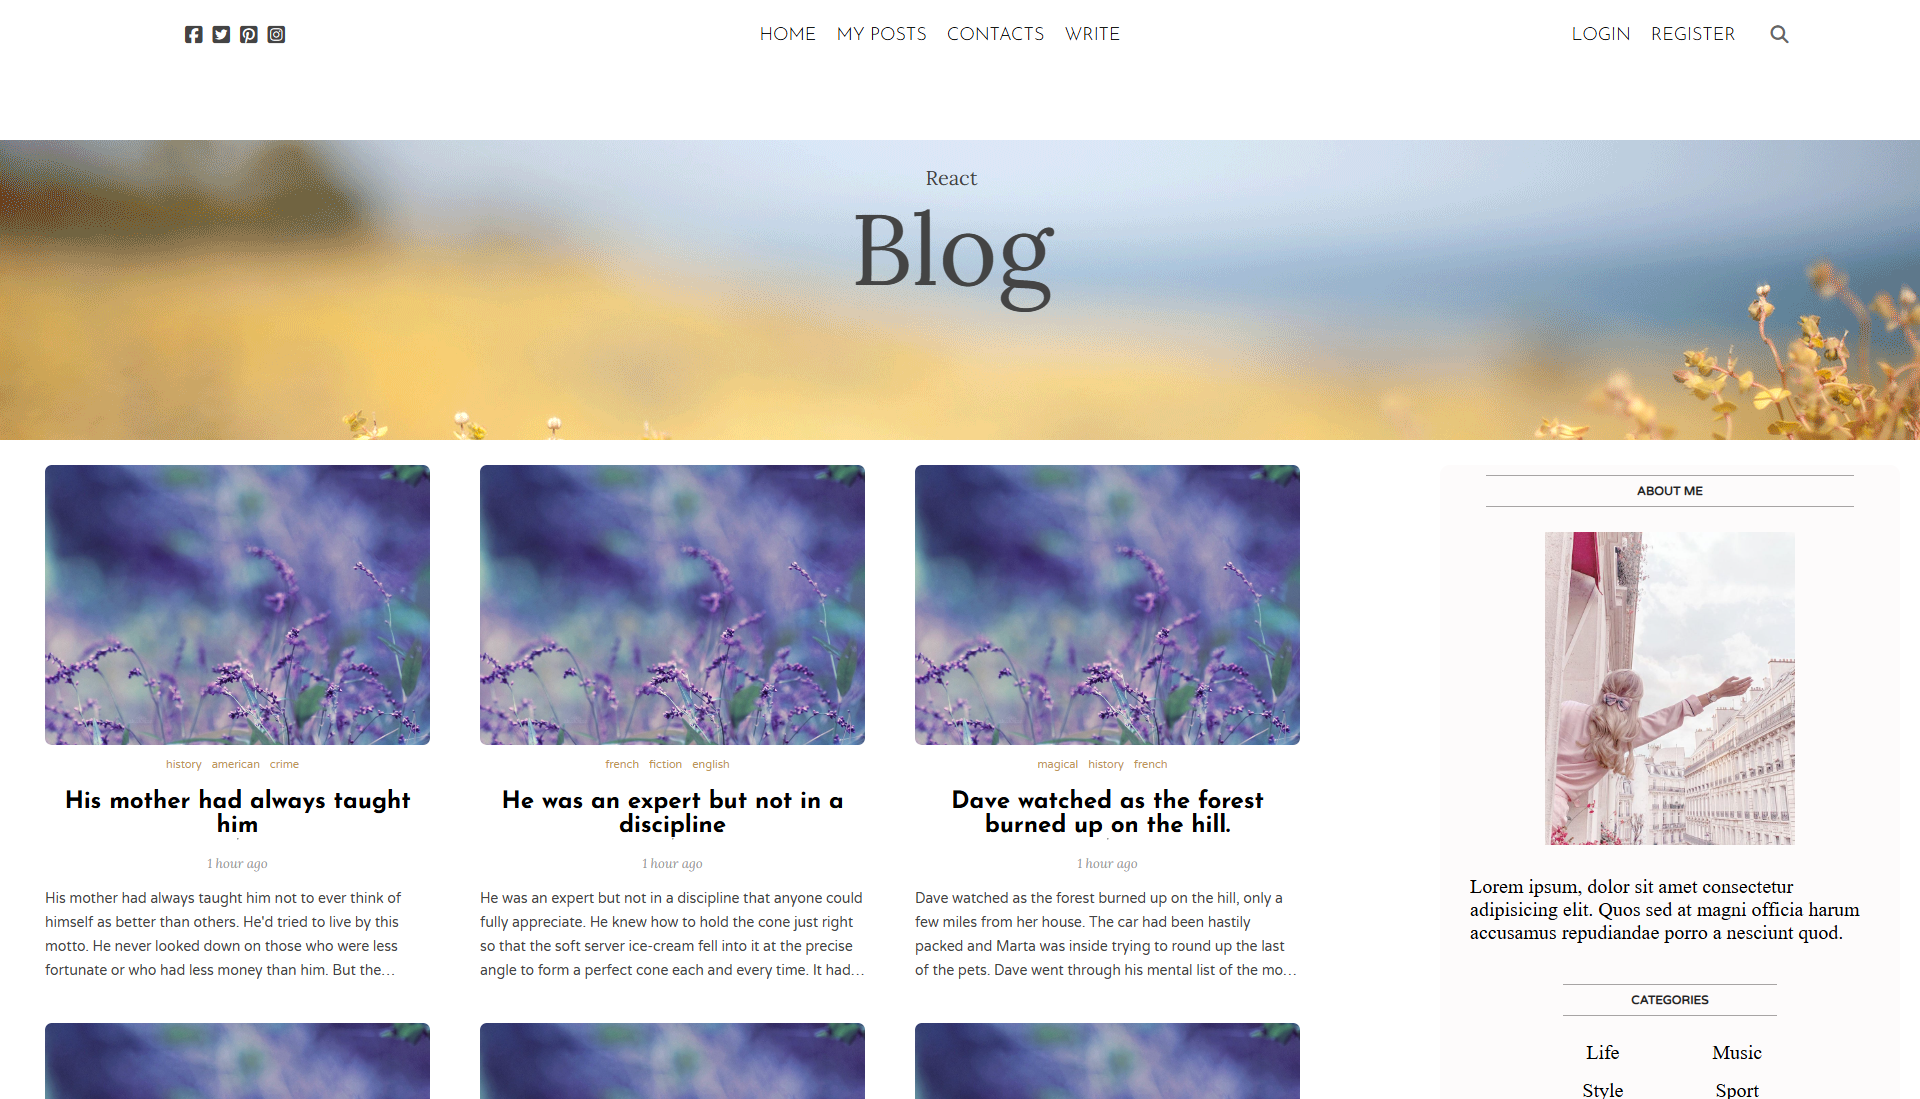 HOME MY POSTS CONTACTS WRITE
LOGIN REGISTER
React
Blog
history american crime
His mother had always taught
him
1 hour ago
His mother had always taught him not to ever think of
himself as better than others. He'd tried to live by this
motto. He never looked down on those who were less
fortunate or who had less money than him. But the…
french fiction english
He was an expert but not in a
discipline
1 hour ago
He was an expert but not in a discipline that anyone could
fully appreciate. He knew how to hold the cone just right
so that the soft server ice-cream fell into it at the precise
angle to form a perfect cone each and every time. It had…
magical history french
Dave watched as the forest
burned up on the hill.
1 hour ago
Dave watched as the forest burned up on the hill, only a
few miles from her house. The car had been hastily
packed and Marta was inside trying to round up the last
of the pets. Dave went through his mental list of the mo…
ABOUT ME
Lorem ipsum, dolor sit amet consectetur
adipisicing elit. Quos sed at magni officia harum
accusamus repudiandae porro a nesciunt quod.
CATEGORIES
Life Music
Style Sport